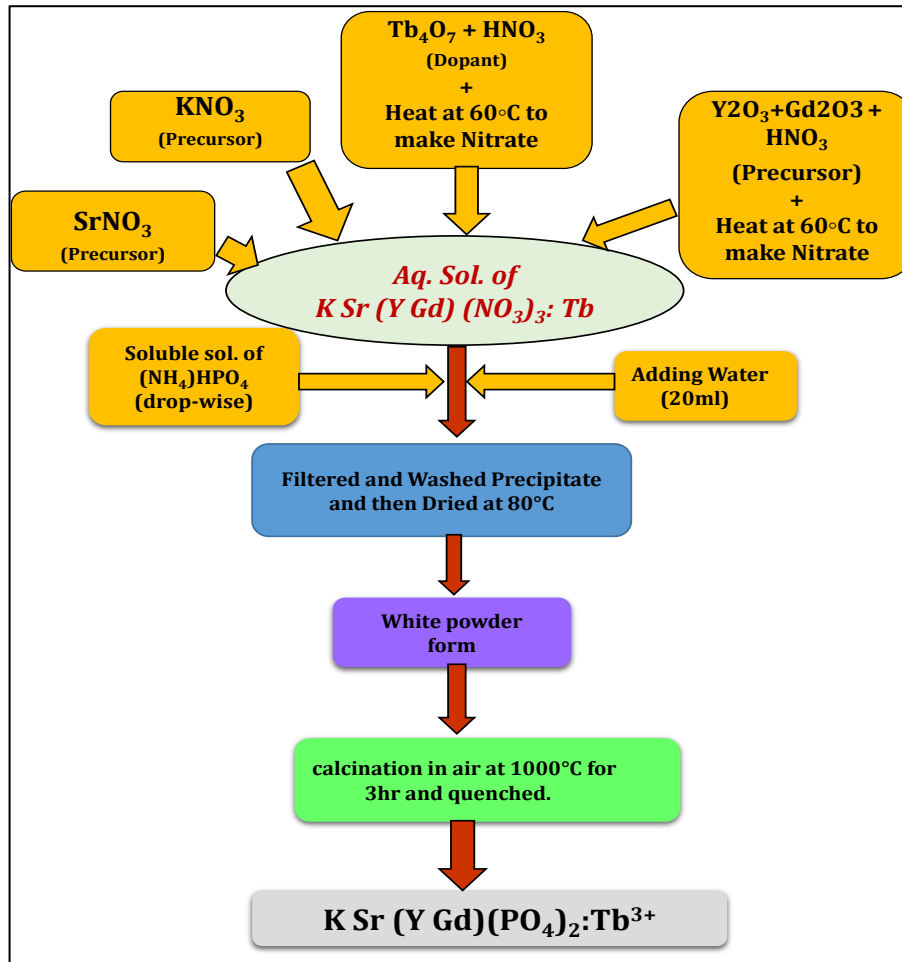 Tb₄O₇ + HNO₃
(Dopant)
+
Heat at 60◦C to
make Nitrate
KNO₃
(Precursor)
Y2O₃+Gd2O3 +
HNO₃
(Precursor)
+
Heat at 60◦C to
make Nitrate
SrNO₃
(Precursor)
Aq. Sol. of
K Sr (Y Gd) (NO₃)₃: Tb
Soluble sol. of
(NH₄)HPO₄
(drop-wise)
Adding Water
(20ml)
Filtered and Washed Precipitate
and then Dried at 80°C
White powder
form
calcination in air at 1000°C for
3hr and quenched.
K Sr (Y Gd)(PO₄)₂:Tb³⁺